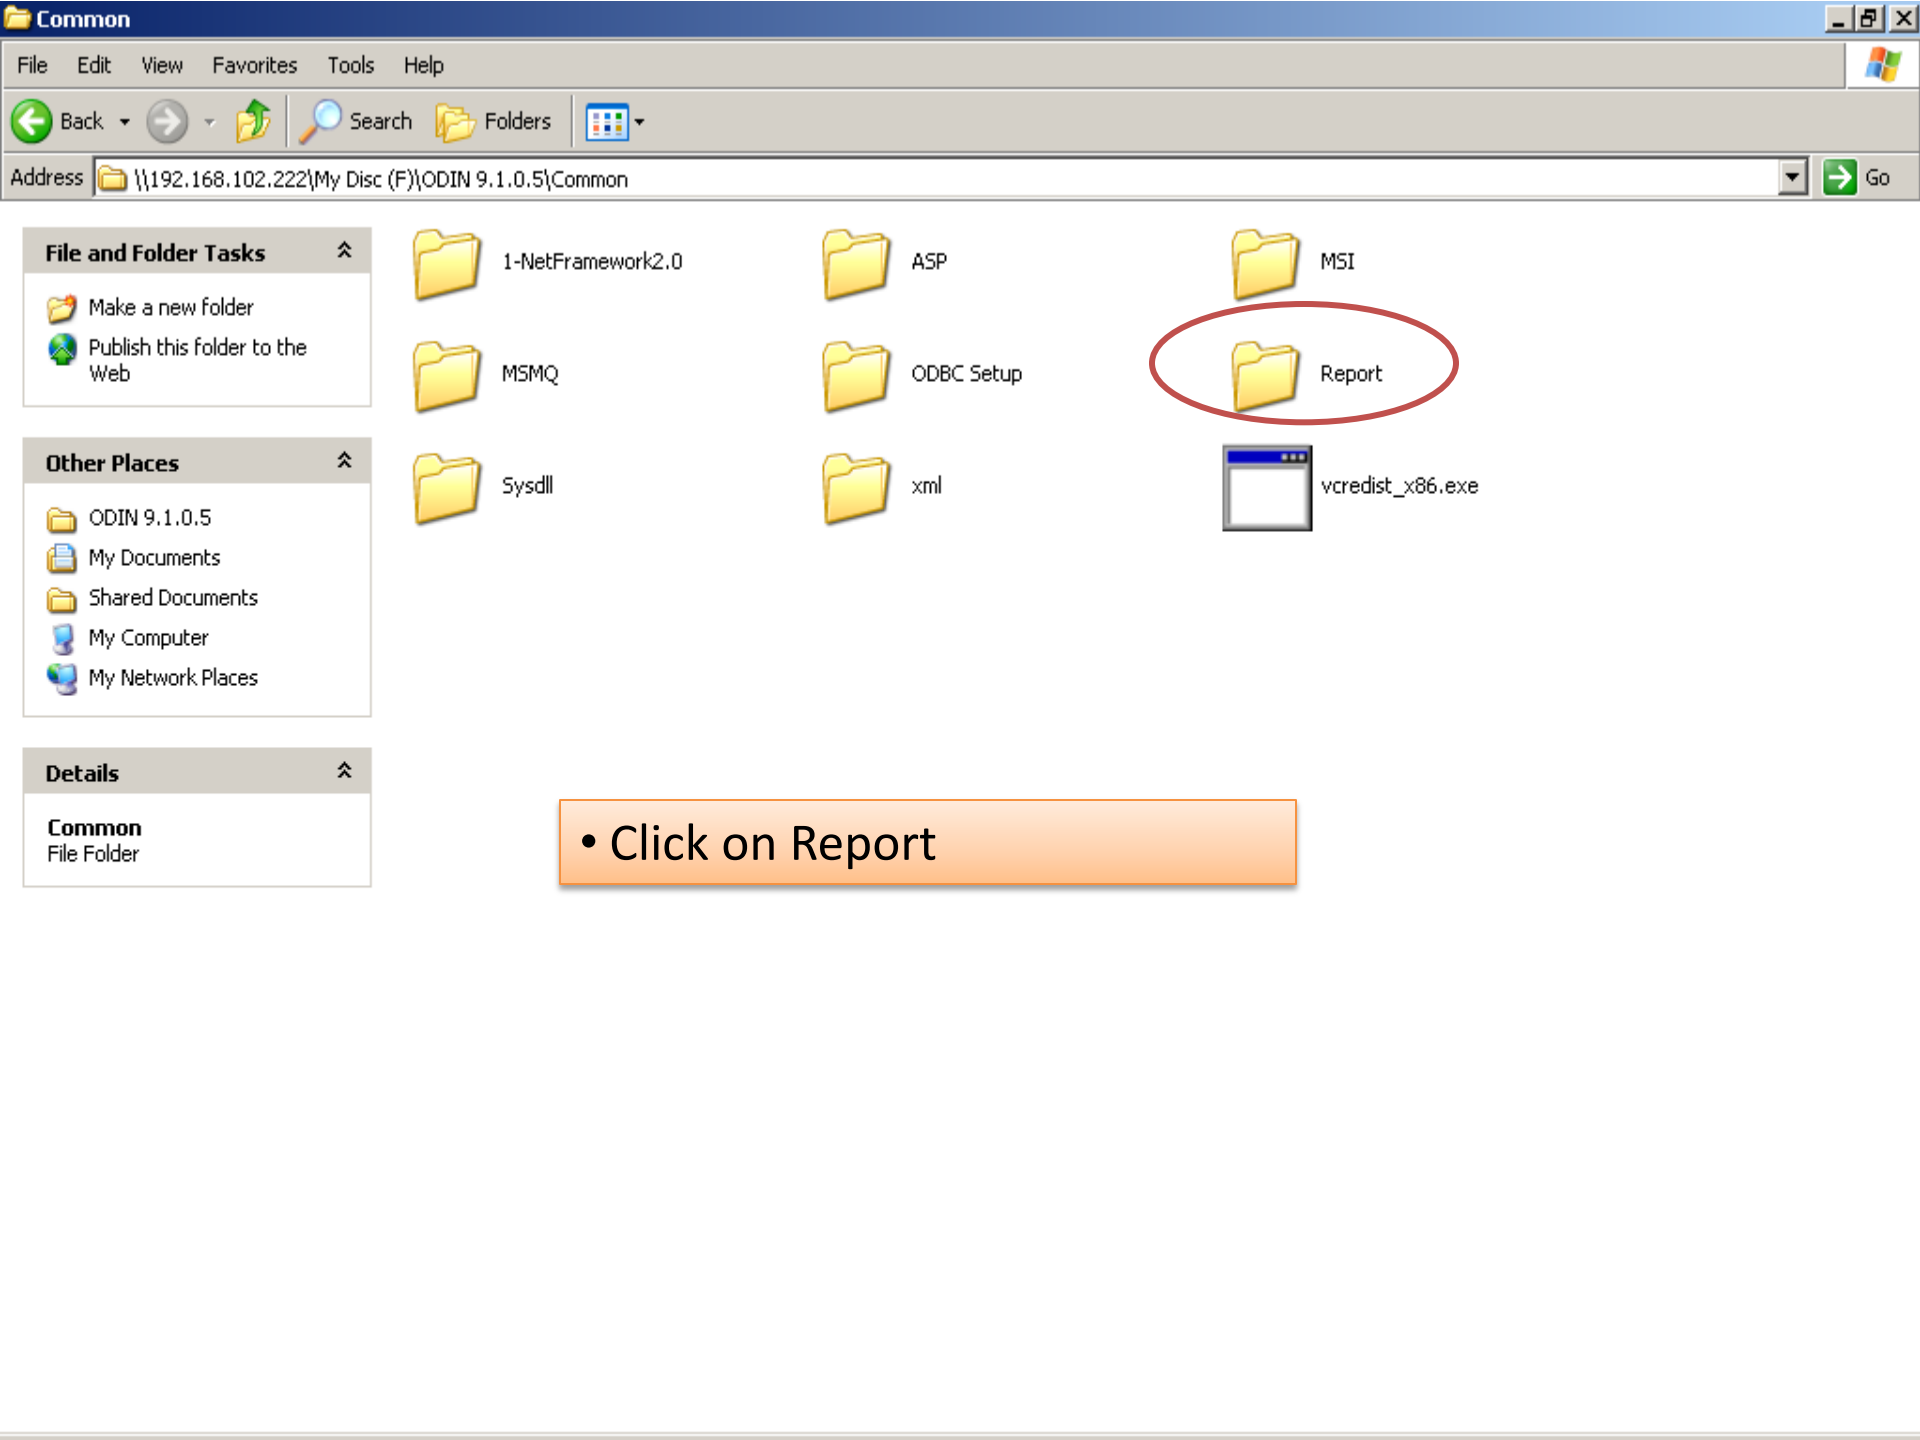 Common
File Edit View Favorites Tools Help
Back Search Folders
Address \\192.168.102.222\My Disc (F)\ODIN 9.1.0.5\Common Go
File and Folder Tasks
Make a new folder
Publish this folder to the
Web
Other Places
ODIN 9.1.0.5
My Documents
Shared Documents
My Computer
My Network Places
Details
Common
File Folder
1-NetFramework2.0 ASP MSI
MSMQ ODBC Setup Report
Sysdll xml vcredist_x86.exe
• Click on Report